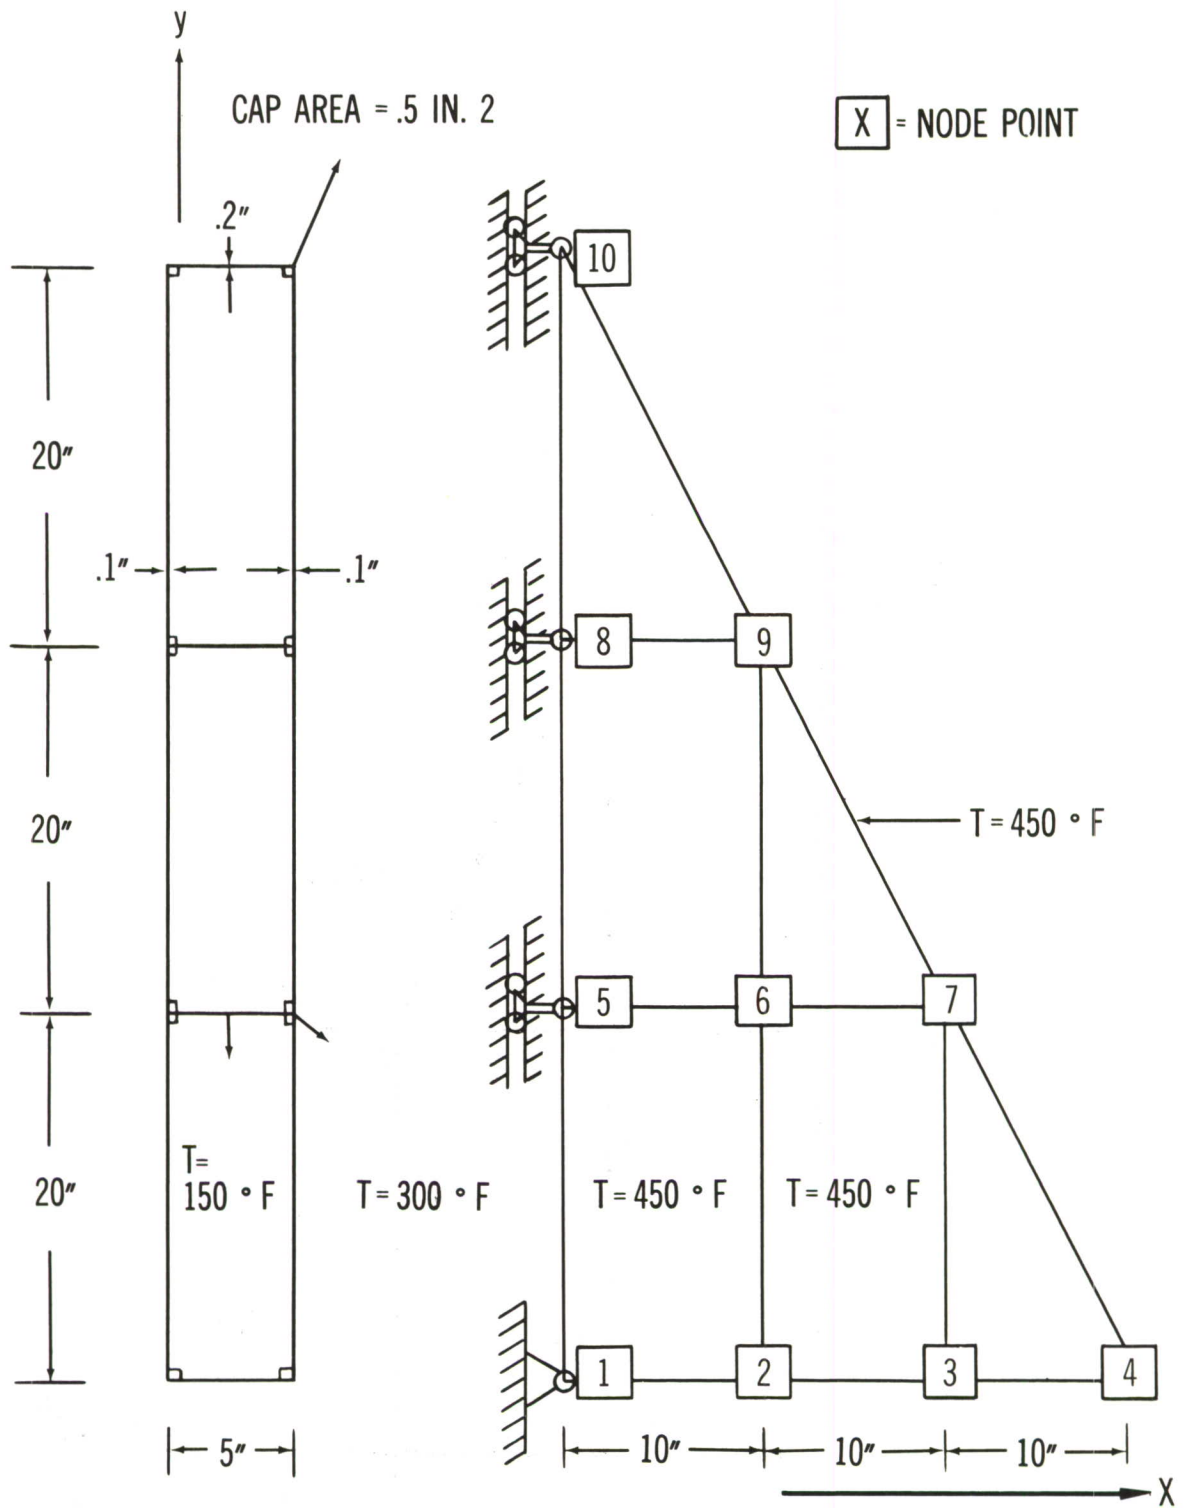 y
CAP AREA = .5 IN. 2
X = NODE POINT
.2"
10
20"
.1"
.1"
8
9
20"
T = 450 ° F
5
6
7
T=
150 ° F
20"
T = 300 ° F
T = 450 ° F
T = 450 ° F
1
2
3
4
5"
10"
10"
10"
X